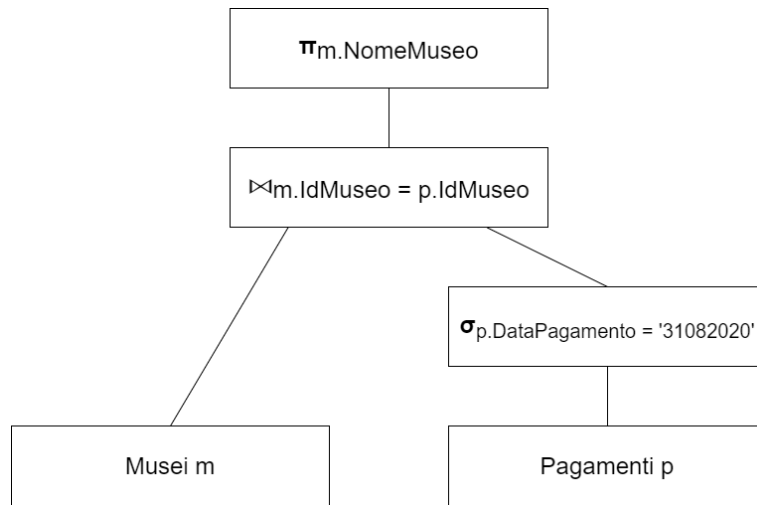 πm.NomeMuseo
⋈m.IdMuseo = p.IdMuseo
σp.DataPagamento = '31082020'
Musei m
Pagamenti p